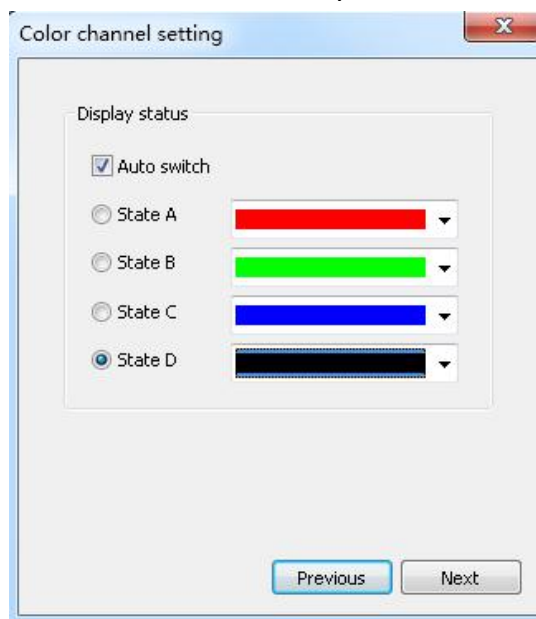 Color channel setting
Display status
Auto switch
State A
State B
State C
State D
Previous
Next